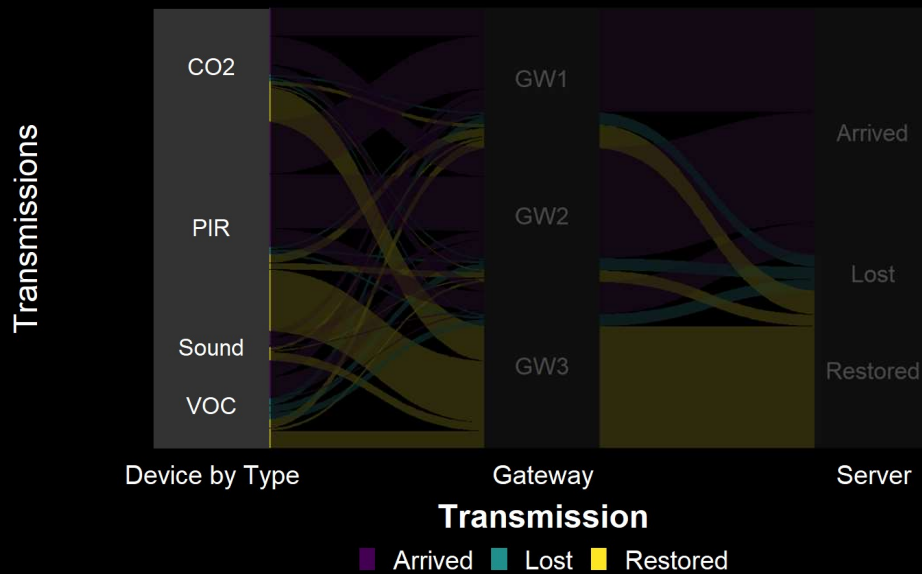 Transmissions
CO2
PIR
Sound
VOC
GW1
GW2
GW3
Arrived
Lost
Restored
Device by Type
Gateway
Server
Transmission
Arrived Lost Restored